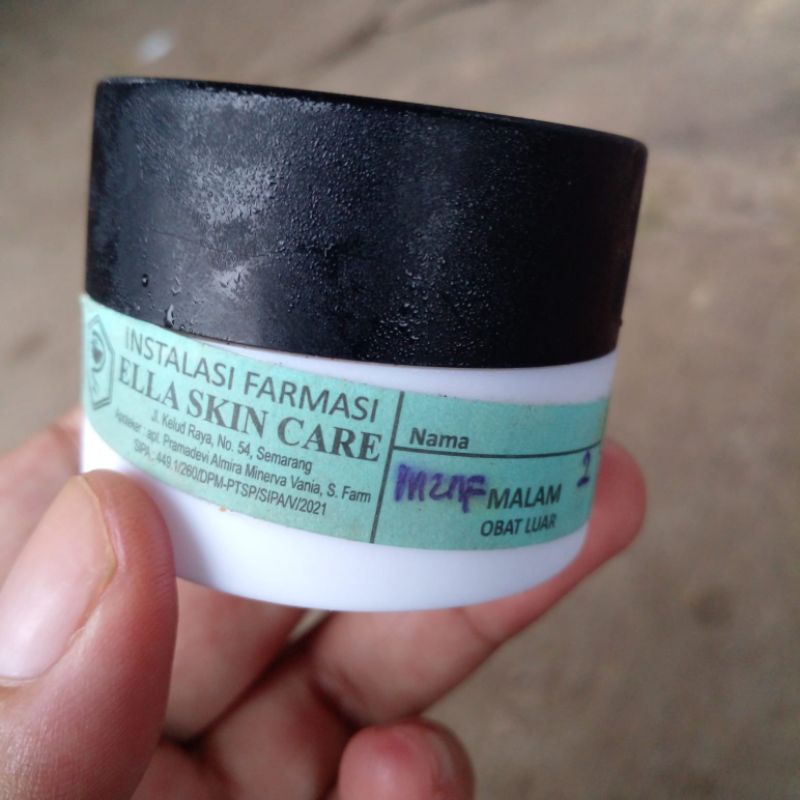 INSTALASI FARMASI
ELLA SKIN CARE
Jl. Kelud Raya, No. 54, Semarang
Apoteker : apt. Pramadevi Almira Minerva Vania, S. Farm
SIPA : 449.1/260/DPM-PTSP/SIPA/V/2021
Nama
MALAM
OBAT LUAR